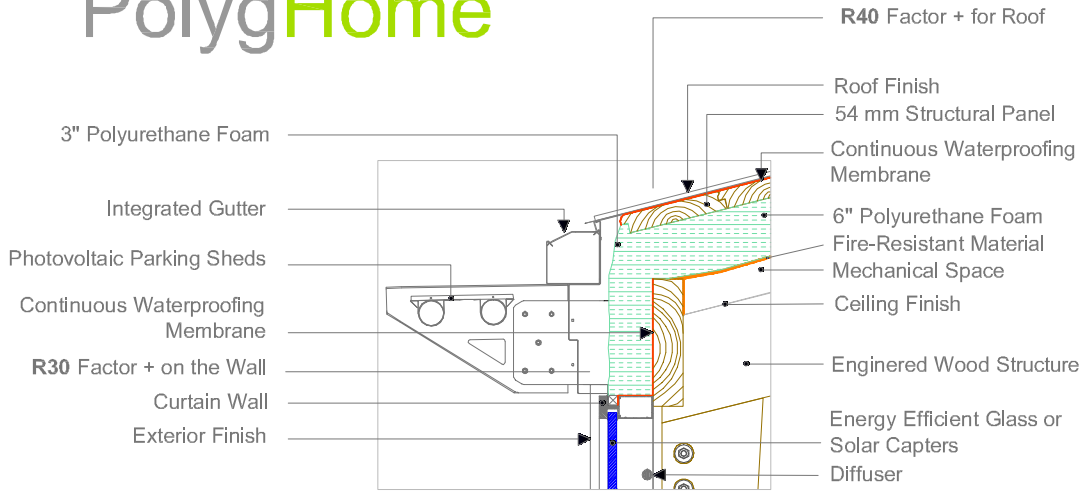 PolygHome
R40 Factor + for Roof
Roof Finish
54 mm Structural Panel
Continuous Waterproofing
Membrane
6" Polyurethane Foam
Fire-Resistant Material
Mechanical Space
Ceiling Finish
Enginered Wood Structure
Energy Efficient Glass or
Solar Capters
Diffuser
3" Polyurethane Foam
Integrated Gutter
Photovoltaic Parking Sheds
Continuous Waterproofing
Membrane
R30 Factor + on the Wall
Curtain Wall
Exterior Finish